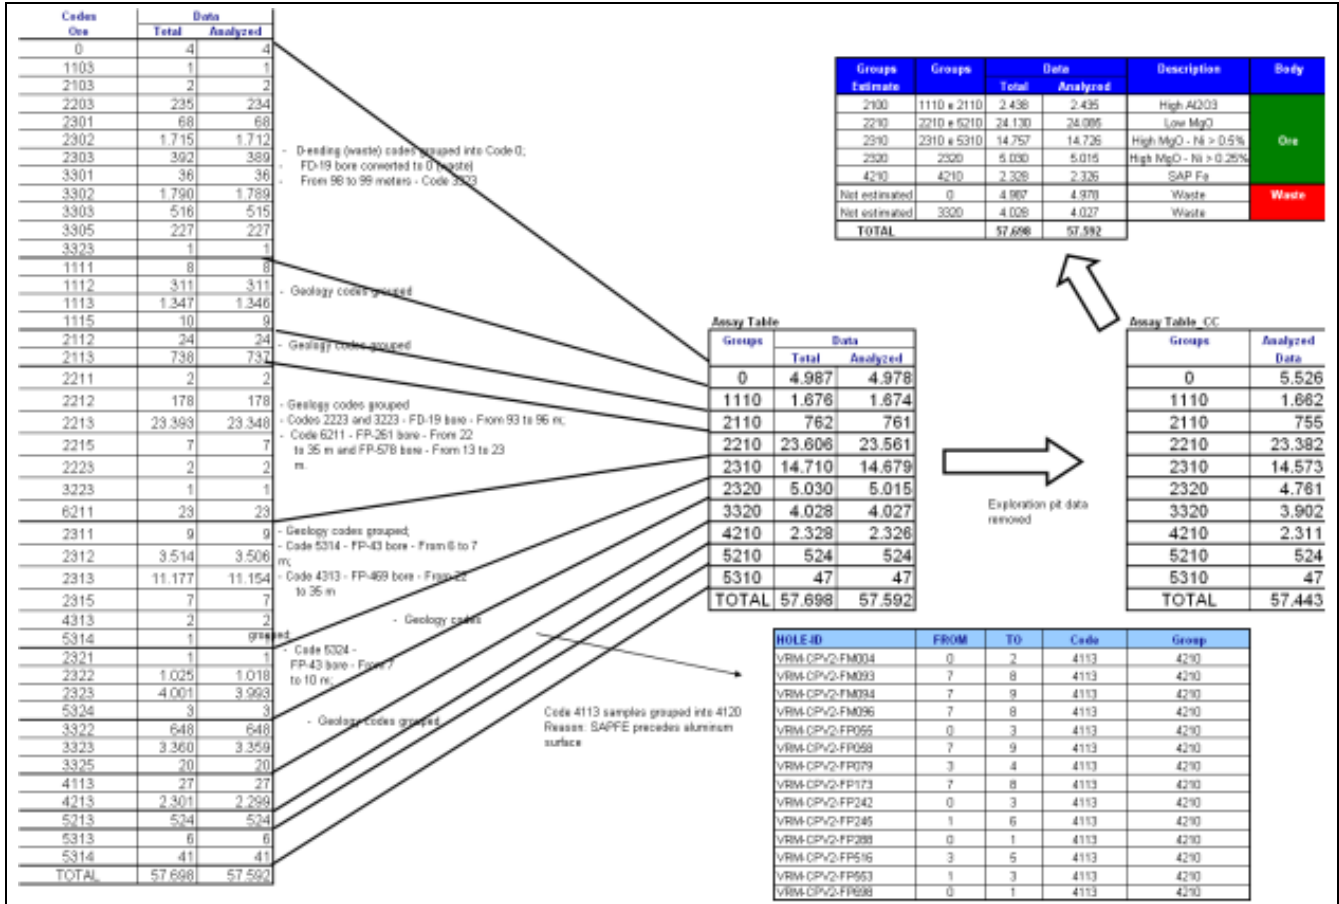 Codes Data
Ore Total Analyzed
0 4 4
1103 1 1
2103 2 2
2203 235 234
2301 68 68
2302 1.715 1.712
2303 392 389
3301 36 36
3302 1.790 1.789
3303 516 515
3305 227 227
3323 1 1
1111 8 8
1112 311 311
1113 1.347 1.346
1115 10 9
2112 24 24
2113 738 737
2211 2 2
2212 178 178
2213 23.393 23.348
2215 7 7
2223 2 2
3223 1 1
6211 23 23
2311 9 9
2312 3.514 3.506
2313 11.177 11.154
2315 7 7
4313 2 2
5314 1
2321 1 1
2322 1.025 1.018
2323 4.001 3.993
5324 3 3
3322 648 648
3323 3.360 3.359
3325 20 20
4113 27 27
4213 2.301 2.299
5213 524 524
5313 6 6
5314 41 41
TOTAL 57.698 57.592
- D-ending (waste) codes grouped into Code 0;
- FD-19 bore converted to 0 (waste)
- From 98 to 99 meters - Code 3323
- Geology codes grouped
- Geology codes grouped
- Geology codes grouped
- Codes 2223 and 3223 - FD-19 bore - From 93 to 96 m;
- Code 6211 - FP-261 bore - From 22
to 35 m and FP-578 bore - From 13 to 23
m.
- Geology codes grouped;
- Code 5314 - FP-43 bore - From 6 to 7
m;
- Code 4313 - FP-469 bore - From 22
to 35 m
- Geology codes
grouped;
- Code 5324 -
FP-43 bore - From 7
to 10 m;
- Geology codes grouped
Groups Groups Data Description Body
Estimate Total Analyzed
2100 1110 e 2110 2.438 2.435 High Al2O3
2210 2210 e 5210 24.130 24.085 Low MgO
2310 2310 e 5310 14.757 14.726 High MgO - Ni > 0.5% Ore
2320 2320 5.030 5.015 High MgO - Ni > 0.25%
4210 4210 2.328 2.326 SAP Fe
Not estimated 0 4.987 4.978 Waste Waste
Not estimated 3320 4.028 4.027 Waste
TOTAL 57.698 57.592
Assay Table
Groups Data
Total Analyzed
0 4.987 4.978
1110 1.676 1.674
2110 762 761
2210 23.606 23.561
2310 14.710 14.679
2320 5.030 5.015
3320 4.028 4.027
4210 2.328 2.326
5210 524 524
5310 47 47
TOTAL 57.698 57.592
Exploration pit data
removed
Assay Table_CC
Groups Analyzed
Data
0 5.526
1110 1.662
2110 755
2210 23.382
2310 14.573
2320 4.761
3320 3.902
4210 2.311
5210 524
5310 47
TOTAL 57.443
Code 4113 samples grouped into 4120
Reason: SAPFE precedes aluminum
surface
HOLE-ID FROM TO Code Group
VRM-CPV2-FM004 0 2 4113 4210
VRM-CPV2-FM093 7 8 4113 4210
VRM-CPV2-FM094 7 9 4113 4210
VRM-CPV2-FM096 7 8 4113 4210
VRM-CPV2-FP055 0 3 4113 4210
VRM-CPV2-FP058 7 9 4113 4210
VRM-CPV2-FP079 3 4 4113 4210
VRM-CPV2-FP173 7 8 4113 4210
VRM-CPV2-FP242 0 3 4113 4210
VRM-CPV2-FP245 1 6 4113 4210
VRM-CPV2-FP288 0 1 4113 4210
VRM-CPV2-FP516 3 5 4113 4210
VRM-CPV2-FP553 1 3 4113 4210
VRM-CPV2-FP698 0 1 4113 4210